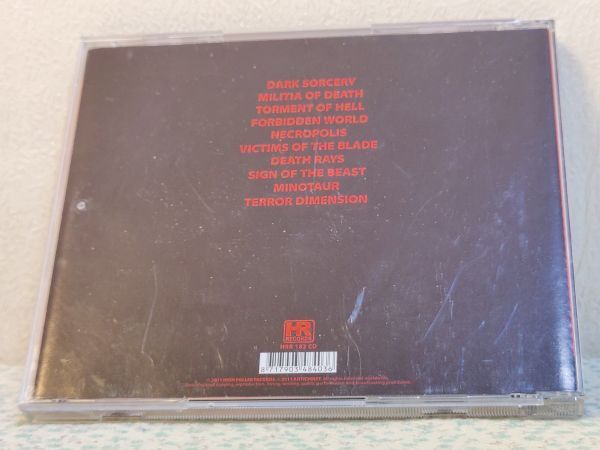 DARK SORCERY
MILITIA OF DEATH
TORMENT OF HELL
FORBIDDEN WORLD
NECROPOLIS
VICTIMS OF THE BLADE
DEATH RAYS
SIGN OF THE BEAST
MINOTAUR
TERROR DIMENSION
HR
RECORDS
HRR 182 CD
8 717903 484036